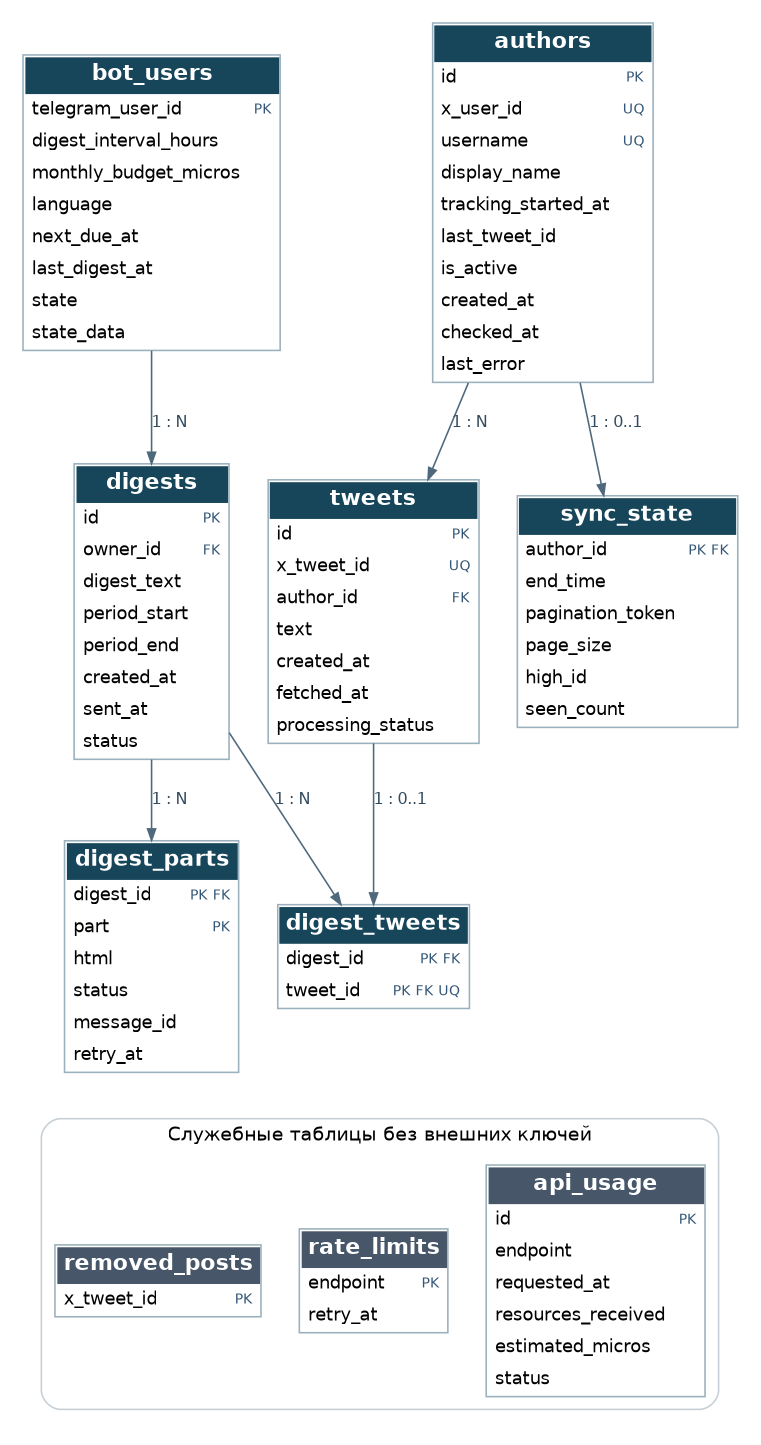 bot_users
telegram_user_id PK
digest_interval_hours
monthly_budget_micros
language
next_due_at
last_digest_at
state
state_data
authors
id PK
x_user_id UQ
username UQ
display_name
tracking_started_at
last_tweet_id
is_active
created_at
checked_at
last_error
1 : N
1 : N
1 : 0..1
digests
id PK
owner_id FK
digest_text
period_start
period_end
created_at
sent_at
status
tweets
id PK
x_tweet_id UQ
author_id FK
text
created_at
fetched_at
processing_status
sync_state
author_id PK FK
end_time
pagination_token
page_size
high_id
seen_count
1 : N
1 : N
1 : 0..1
digest_parts
digest_id PK FK
part PK
html
status
message_id
retry_at
digest_tweets
digest_id PK FK
tweet_id PK FK UQ
Служебные таблицы без внешних ключей
removed_posts
x_tweet_id PK
rate_limits
endpoint PK
retry_at
api_usage
id PK
endpoint
requested_at
resources_received
estimated_micros
status